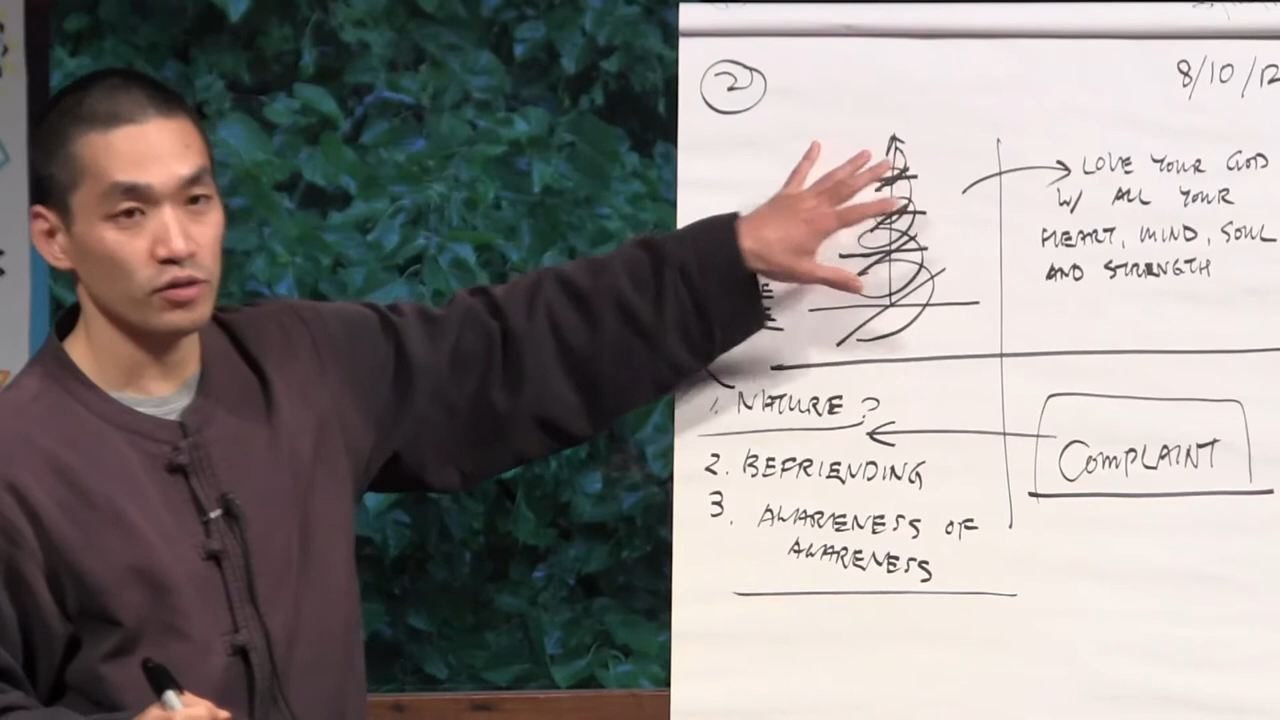 2
8/10/12
LOVE YOUR GOD
W/ ALL YOUR
HEART, MIND, SOUL
AND STRENGTH
1. NATURE?
COMPLAINT
2. BEFRIENDING
3. AWARENESS OF
AWARENESS